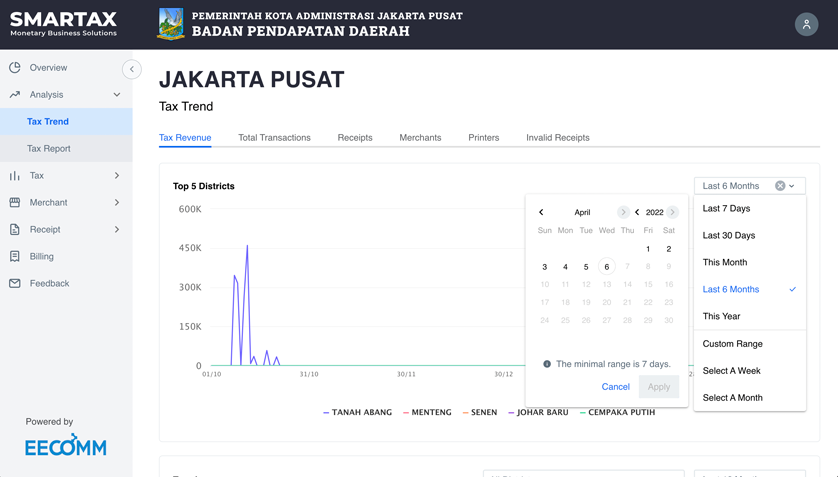 SMARTAX
Monetary Business Solutions
PEMERINTAH KOTA ADMINISTRASI JAKARTA PUSAT
BADAN PENDAPATAN DAERAH
Overview
Analysis
Tax Trend
Tax Report
Tax
Merchant
Receipt
Billing
Feedback
Powered by
EECOMM
JAKARTA PUSAT
Tax Trend
Tax Revenue Total Transactions Receipts Merchants Printers Invalid Receipts
Top 5 Districts
Last 6 Months
600K
450K
300K
150K
0
01/10 31/10 30/11 30/12
TANAH ABANG MENTENG SENEN JOHAR BARU CEMPAKA PUTIH
April 2022
Sun Mon Tue Wed Thu Fri Sat
1 2
3 4 5 6 7 8 9
10 11 12 13 14 15 16
17 18 19 20 21 22 23
24 25 26 27 28 29 30
The minimal range is 7 days.
Cancel Apply
Last 7 Days
Last 30 Days
This Month
Last 6 Months
This Year
Custom Range
Select A Week
Select A Month